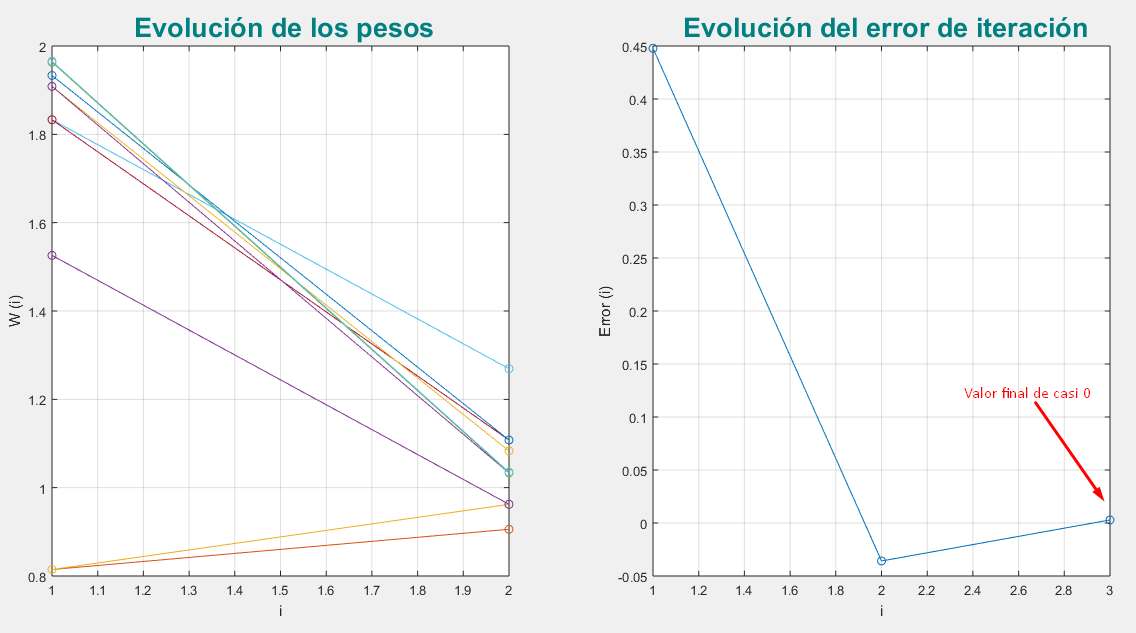 Evolución de los pesos
2
1.8
1.6
1.4
1.2
1
0.8
W (i)
1 1.1 1.2 1.3 1.4 1.5 1.6 1.7 1.8 1.9 2
i
Evolución del error de iteración
0.45
0.4
0.35
0.3
0.25
0.2
0.15
0.1
0.05
0
-0.05
Error (i)
Valor final de casi 0
1 1.2 1.4 1.6 1.8 2 2.2 2.4 2.6 2.8 3
i